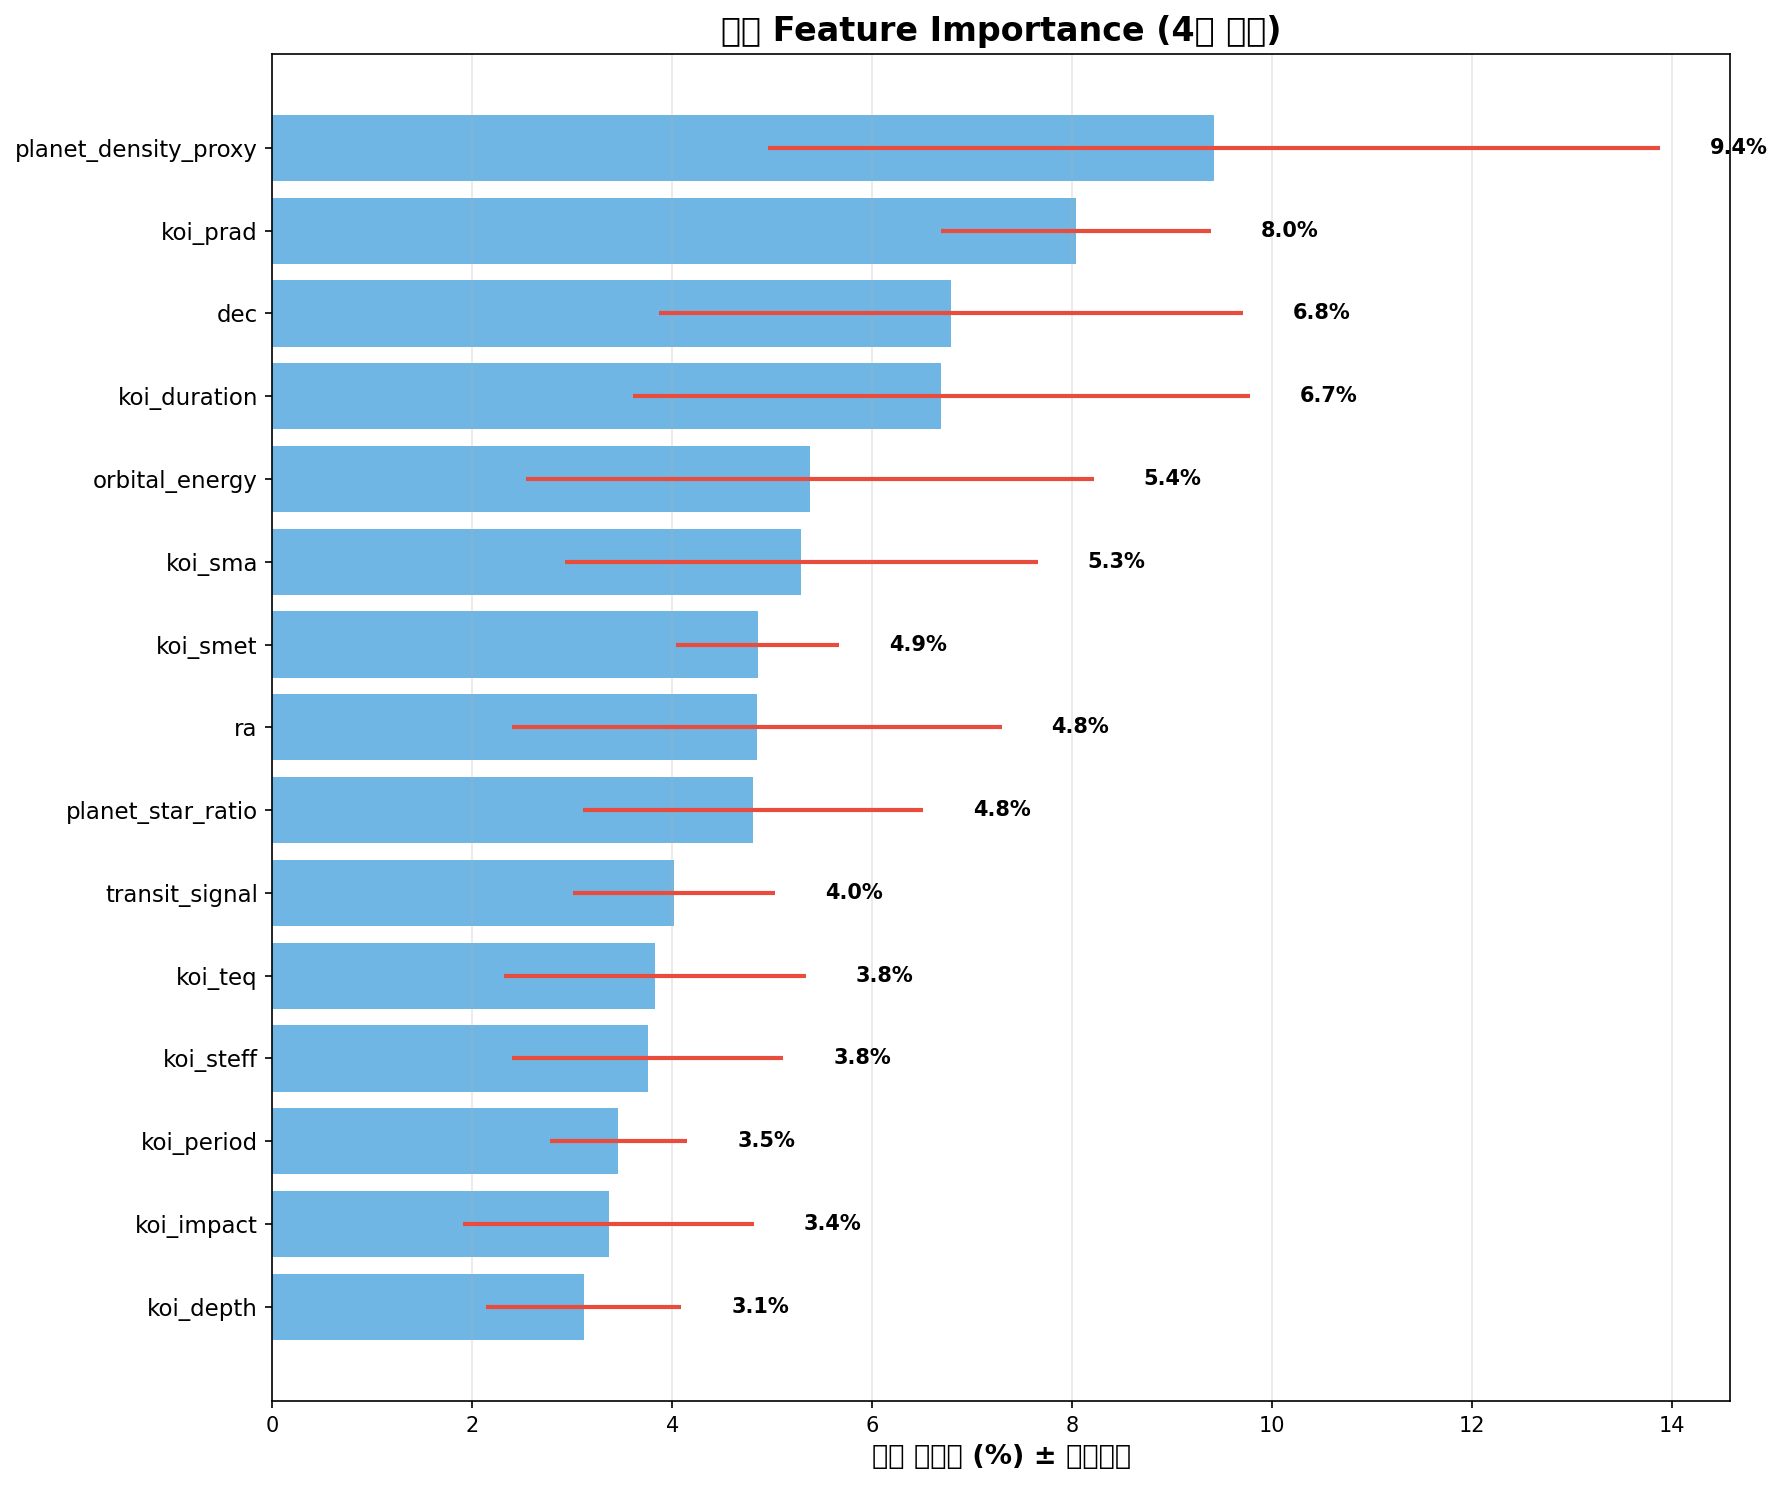 Feature Importance (4
planet_density_proxy 9.4%
koi_prad 8.0%
dec 6.8%
koi_duration 6.7%
orbital_energy 5.4%
koi_sma 5.3%
koi_smet 4.9%
ra 4.8%
planet_star_ratio 4.8%
transit_signal 4.0%
koi_teq 3.8%
koi_steff 3.8%
koi_period 3.5%
koi_impact 3.4%
koi_depth 3.1%
0 2 4 6 8 10 12 14
(%) ±